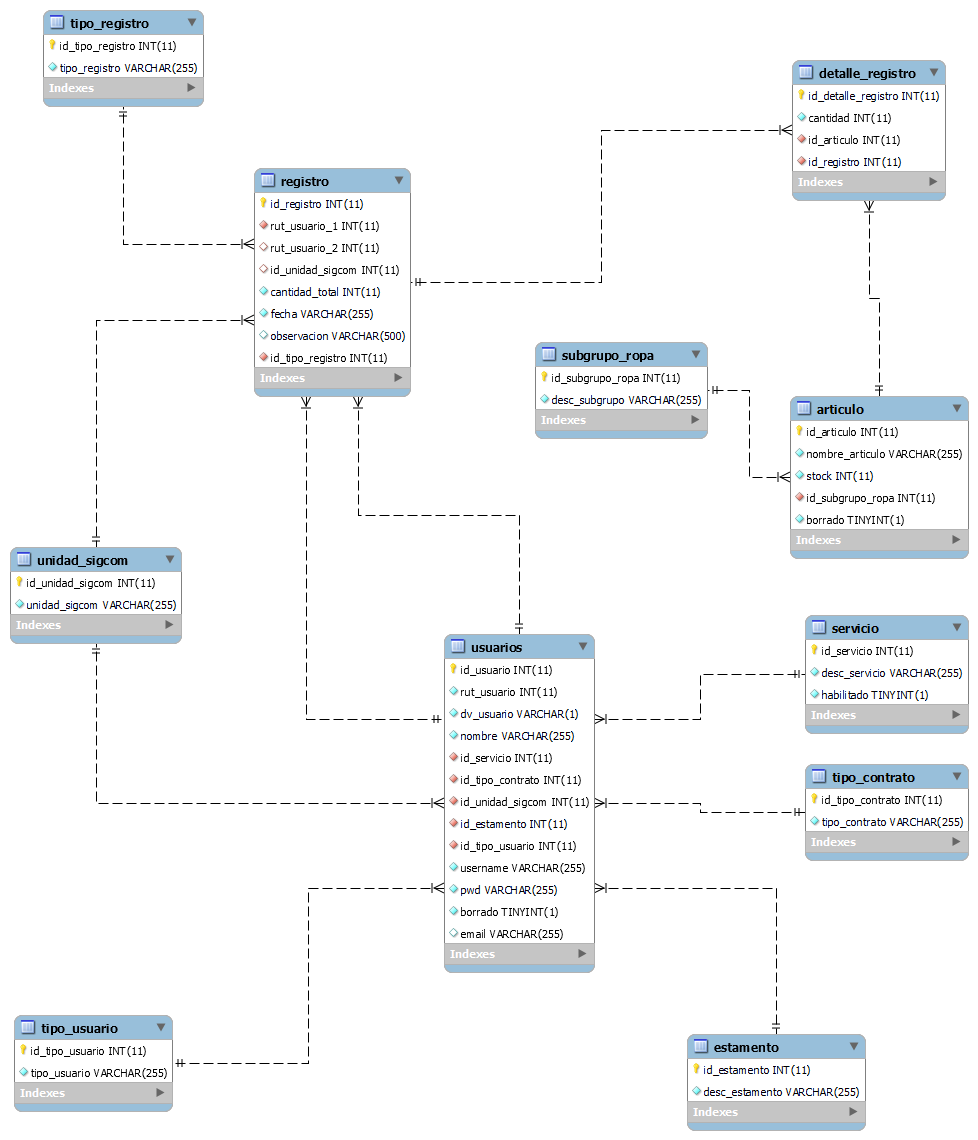 tipo_registro
id_tipo_registro INT(11)
tipo_registro VARCHAR(255)
Indexes
detalle_registro
id_detalle_registro INT(11)
cantidad INT(11)
id_articulo INT(11)
id_registro INT(11)
Indexes
registro
id_registro INT(11)
rut_usuario_1 INT(11)
rut_usuario_2 INT(11)
id_unidad_sigcom INT(11)
cantidad_total INT(11)
fecha VARCHAR(255)
observacion VARCHAR(500)
id_tipo_registro INT(11)
Indexes
subgrupo_ropa
id_subgrupo_ropa INT(11)
desc_subgrupo VARCHAR(255)
Indexes
articulo
id_articulo INT(11)
nombre_articulo VARCHAR(255)
stock INT(11)
id_subgrupo_ropa INT(11)
borrado TINYINT(1)
Indexes
unidad_sigcom
id_unidad_sigcom INT(11)
unidad_sigcom VARCHAR(255)
Indexes
usuarios
id_usuario INT(11)
rut_usuario INT(11)
dv_usuario VARCHAR(1)
nombre VARCHAR(255)
id_servicio INT(11)
id_tipo_contrato INT(11)
id_unidad_sigcom INT(11)
id_estamento INT(11)
id_tipo_usuario INT(11)
username VARCHAR(255)
pwd VARCHAR(255)
borrado TINYINT(1)
email VARCHAR(255)
Indexes
servicio
id_servicio INT(11)
desc_servicio VARCHAR(255)
habilitado TINYINT(1)
Indexes
tipo_contrato
id_tipo_contrato INT(11)
tipo_contrato VARCHAR(255)
Indexes
tipo_usuario
id_tipo_usuario INT(11)
tipo_usuario VARCHAR(255)
Indexes
estamento
id_estamento INT(11)
desc_estamento VARCHAR(255)
Indexes